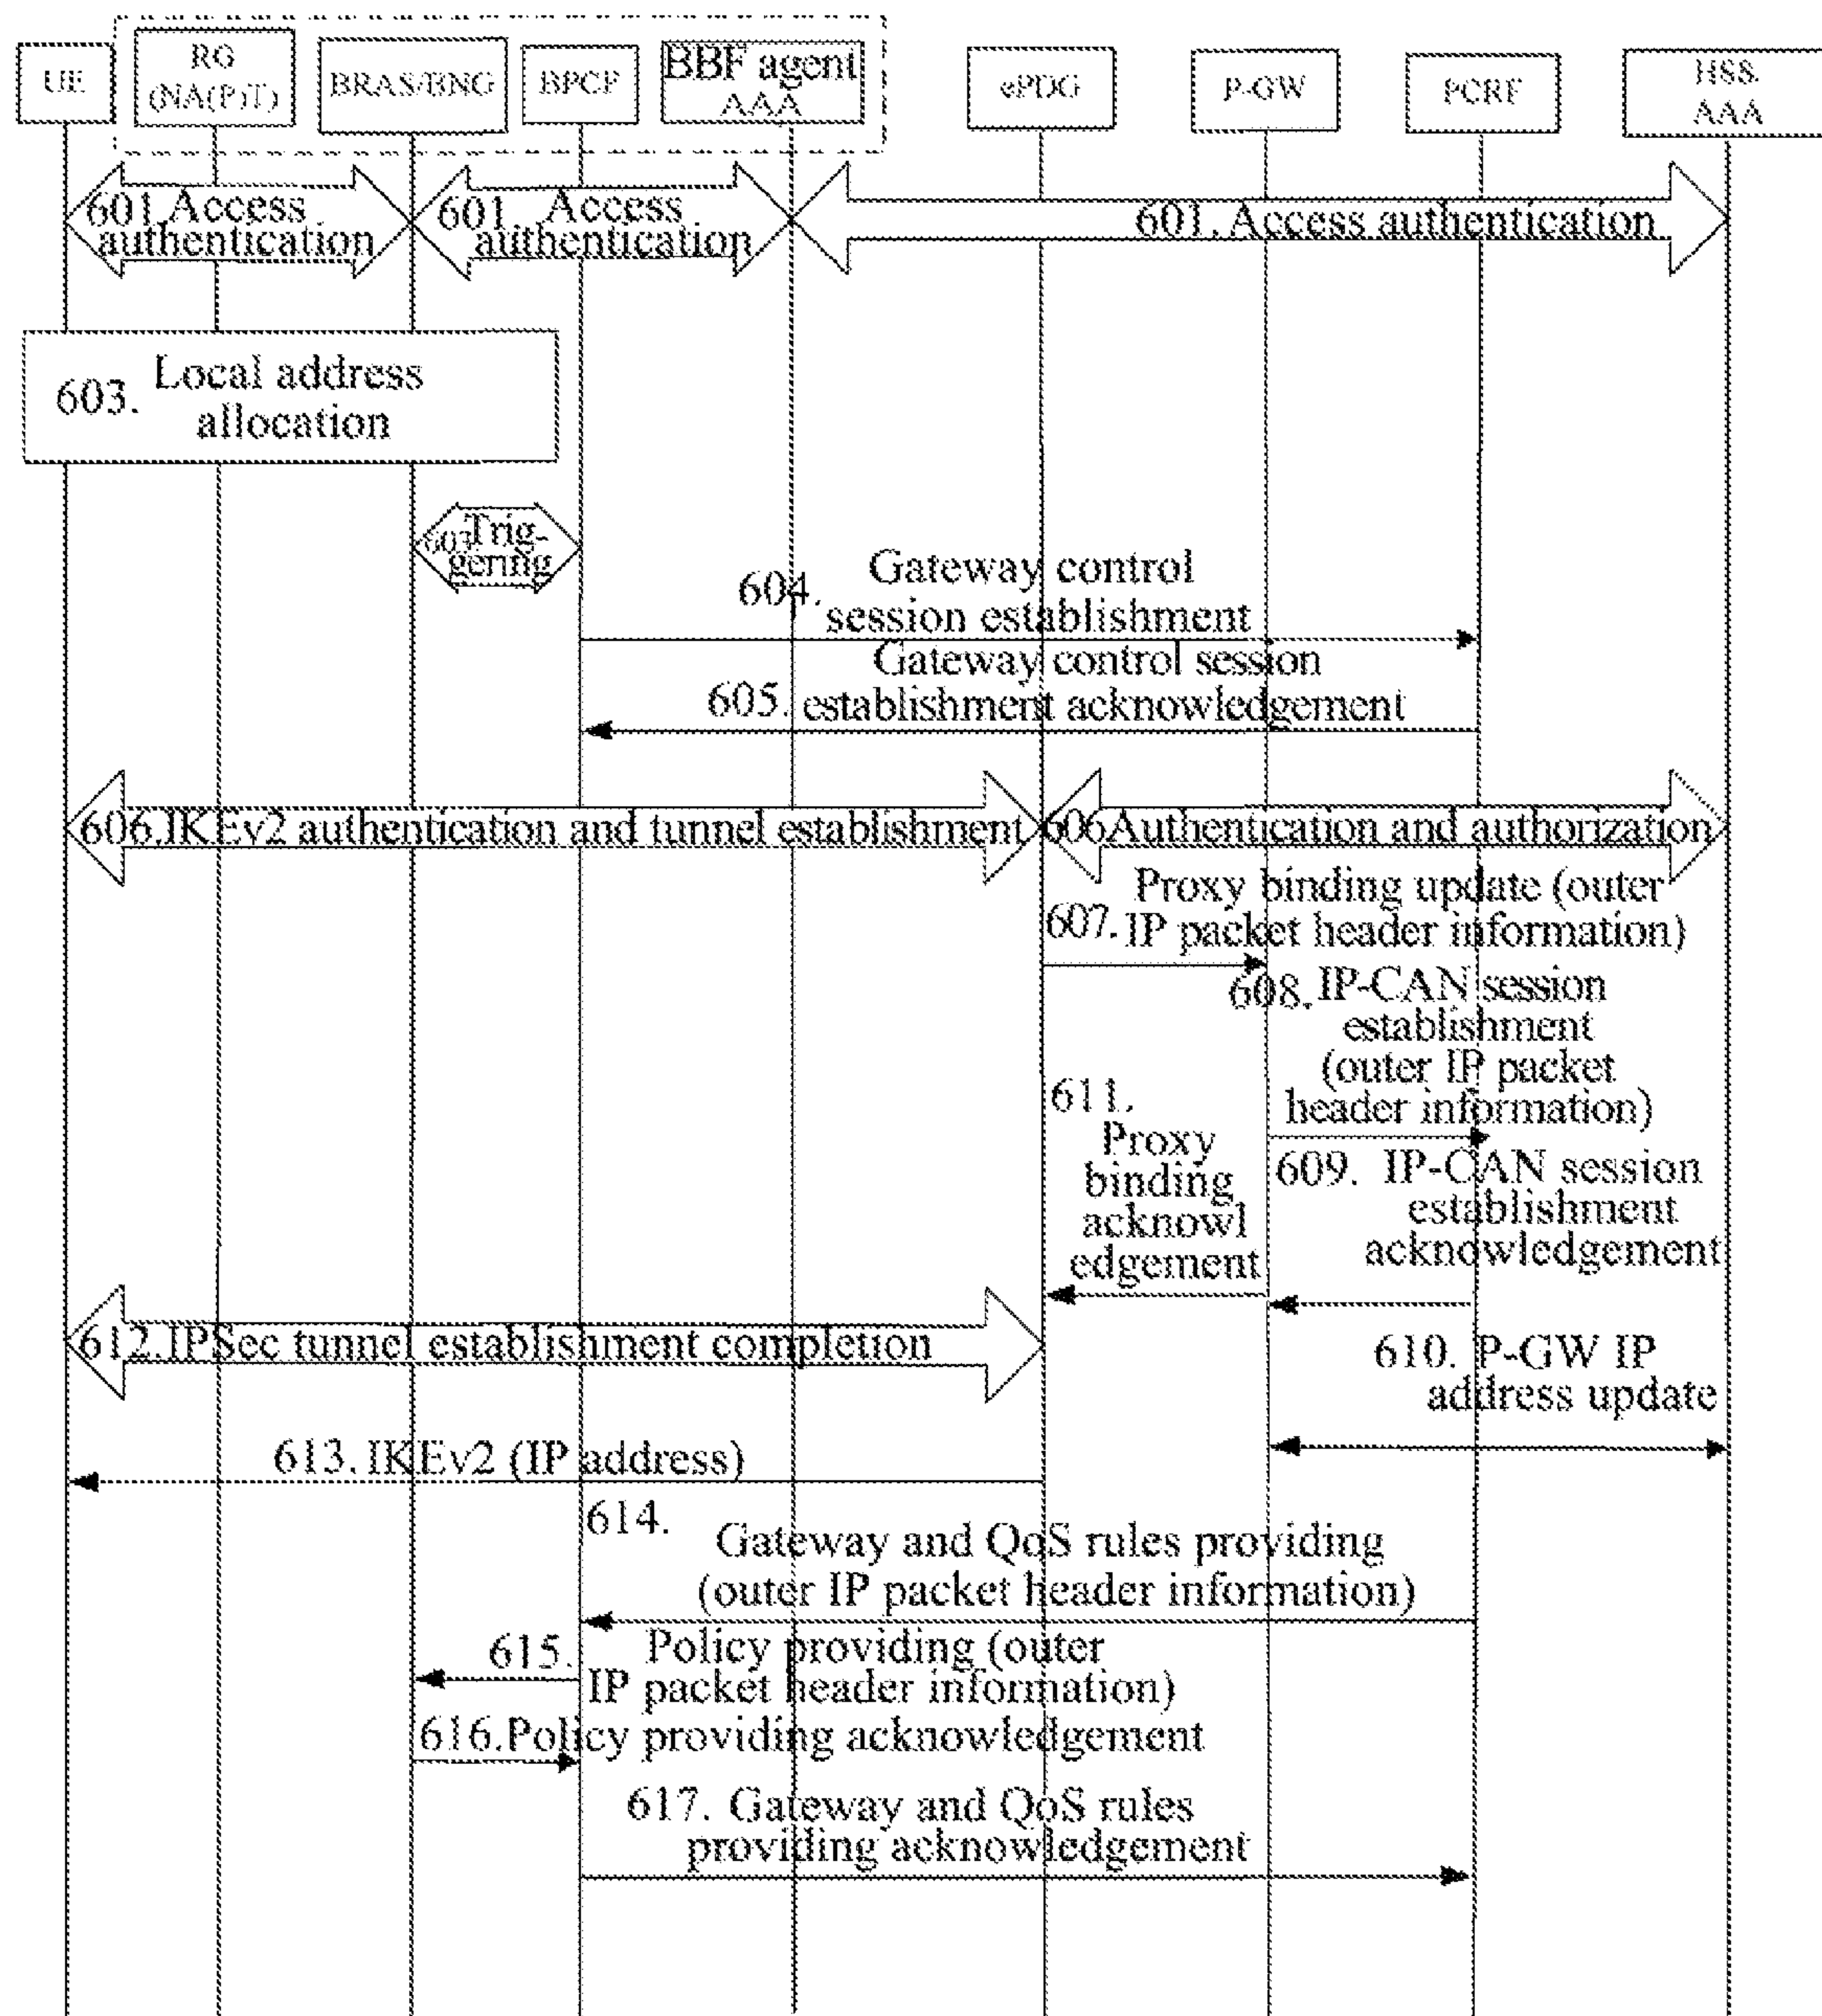 UE
RG
(NA(P)T)
BRAS/BNG
BPCF
BBF agent
AAA
ePDG
P-GW
PCRF
HSS
AAA
601. Access
authentication
601. Access
authentication
601. Access authentication
603. Local address
allocation
603 Trig-
gering
604. Gateway control
session establishment
Gateway control session
605. establishment acknowledgement
606. IKEv2 authentication and tunnel establishment
606 Authentication and authorization
Proxy binding update (outer
607. IP packet header information)
608. IP-CAN session
establishment
(outer IP packet
header information)
611.
Proxy
binding
acknowl
edgement
609. IP-CAN session
establishment
acknowledgement
612. IPSec tunnel establishment completion
610. P-GW IP
address update
613. IKEv2 (IP address)
614.
Gateway and QoS rules providing
(outer IP packet header information)
615. Policy providing (outer
IP packet header information)
616. Policy providing acknowledgement
617. Gateway and QoS rules
providing acknowledgement